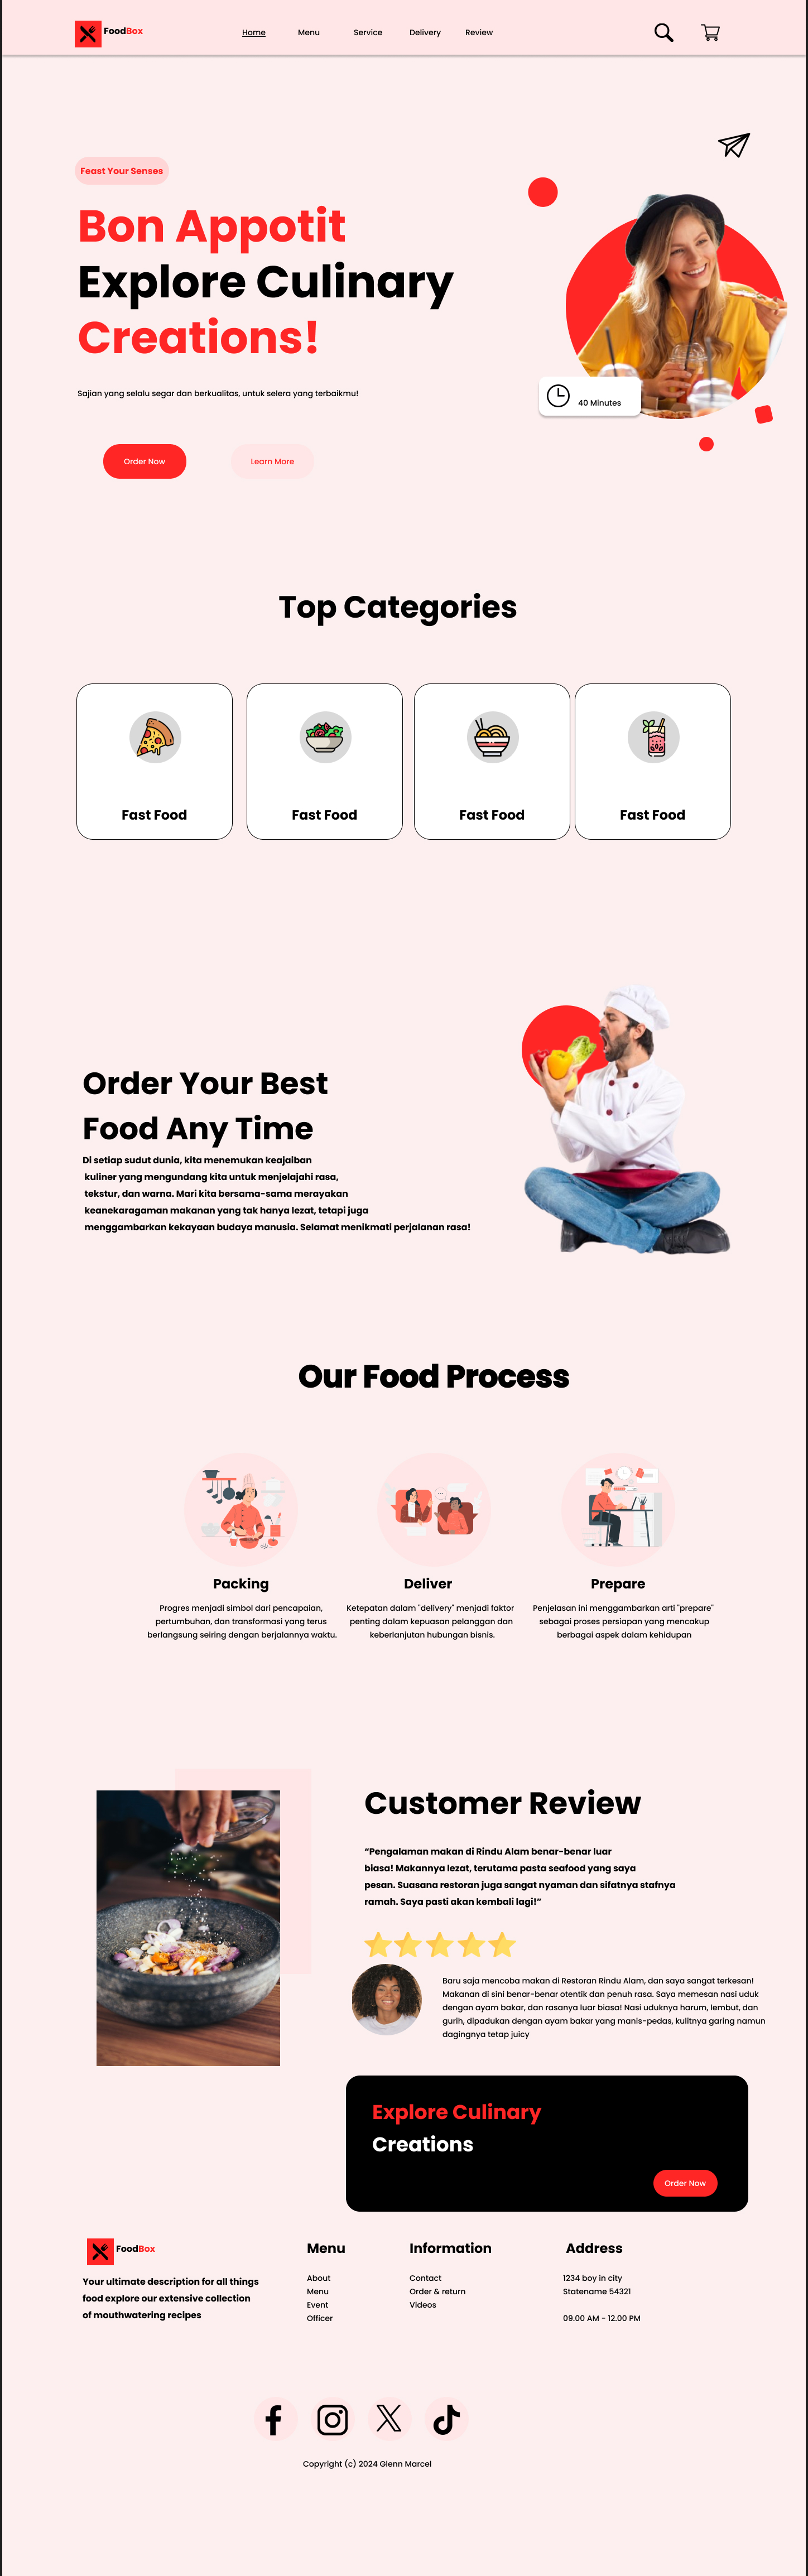 FoodBox
Home
Menu
Service
Delivery
Review
Feast Your Senses
Bon Appotit
Explore Culinary
Creations!
Sajian yang selalu segar dan berkualitas, untuk selera yang terbaikmu!
40 Minutes
Order Now
Learn More
Top Categories
Fast Food
Fast Food
Fast Food
Fast Food
Order Your Best
Food Any Time
Di setiap sudut dunia, kita menemukan keajaiban
kuliner yang mengundang kita untuk menjelajahi rasa,
tekstur, dan warna. Mari kita bersama-sama merayakan
keanekaragaman makanan yang tak hanya lezat, tetapi juga
menggambarkan kekayaan budaya manusia. Selamat menikmati perjalanan rasa!
Our Food Process
Packing
Progres menjadi simbol dari pencapaian,
pertumbuhan, dan transformasi yang terus
berlangsung seiring dengan berjalannya waktu.
Deliver
Ketepatan dalam "delivery" menjadi faktor
penting dalam kepuasan pelanggan dan
keberlanjutan hubungan bisnis.
Prepare
Penjelasan ini menggambarkan arti "prepare"
sebagai proses persiapan yang mencakup
berbagai aspek dalam kehidupan
Customer Review
“Pengalaman makan di Rindu Alam benar-benar luar
biasa! Makannya lezat, terutama pasta seafood yang saya
pesan. Suasana restoran juga sangat nyaman dan sifatnya stafnya
ramah. Saya pasti akan kembali lagi!”
Baru saja mencoba makan di Restoran Rindu Alam, dan saya sangat terkesan!
Makanan di sini benar-benar otentik dan penuh rasa. Saya memesan nasi uduk
dengan ayam bakar, dan rasanya luar biasa! Nasi uduknya harum, lembut, dan
gurih, dipadukan dengan ayam bakar yang manis-pedas, kulitnya garing namun
dagingnya tetap juicy
Explore Culinary
Creations
Order Now
FoodBox
Your ultimate description for all things
food explore our extensive collection
of mouthwatering recipes
Menu
About
Menu
Event
Officer
Information
Contact
Order & return
Videos
Address
1234 boy in city
Statename 54321
09.00 AM - 12.00 PM
Copyright (c) 2024 Glenn Marcel